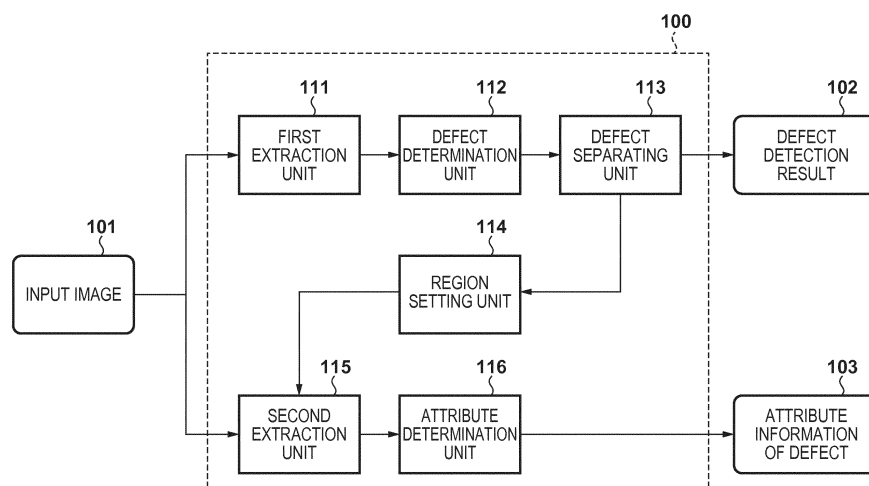 100
111
FIRST
EXTRACTION
UNIT
112
DEFECT
DETERMINATION
UNIT
113
DEFECT
SEPARATING
UNIT
102
DEFECT
DETECTION
RESULT
101
INPUT IMAGE
114
REGION
SETTING UNIT
115
SECOND
EXTRACTION
UNIT
116
ATTRIBUTE
DETERMINATION
UNIT
103
ATTRIBUTE
INFORMATION
OF DEFECT